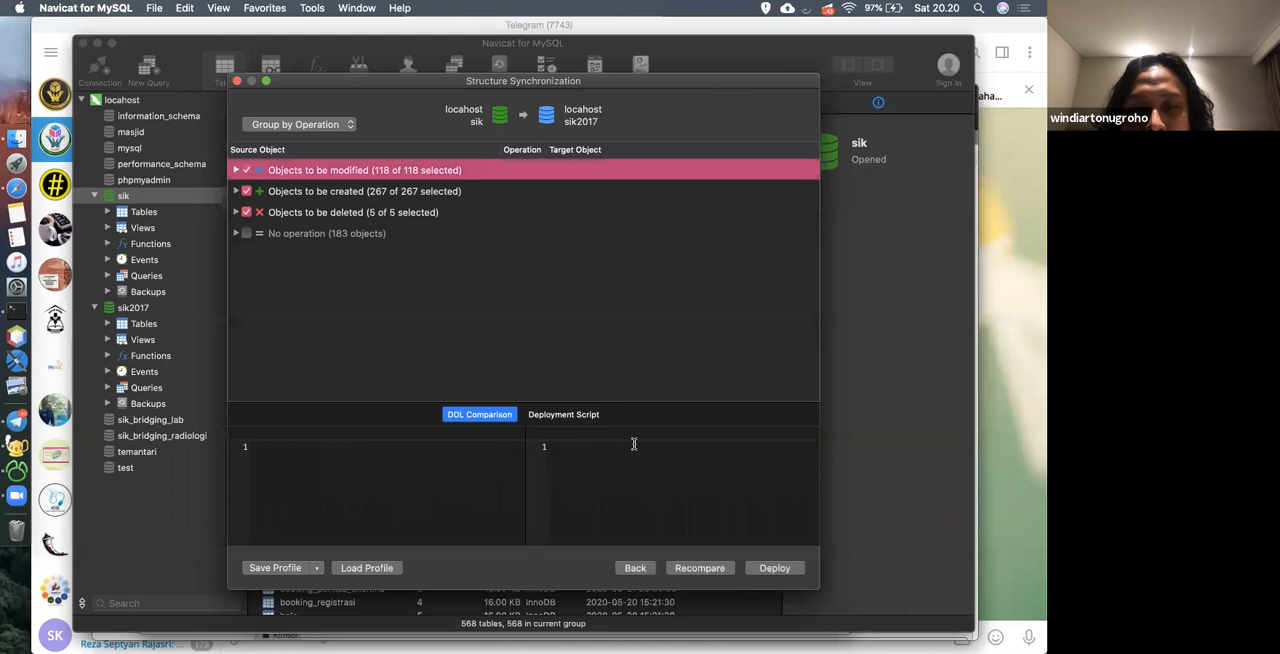 Navicat for MySQL File Edit View Favorites Tools Window Help
97% Sat 20.20
Telegram (7743)
Navicat for MySQL
Connection New Query
View Sign In
Structure Synchronization
locahost
information_schema
masjid
mysql
performance_schema
phpmyadmin
sik
Tables
Views
Functions
Events
Queries
Backups
sik2017
Tables
Views
Functions
Events
Queries
Backups
sik_bridging_lab
sik_bridging_radiologi
temantari
test
Search
Group by Operation
locahost
sik
locahost
sik2017
Source Object Operation Target Object
Objects to be modified (118 of 118 selected)
Objects to be created (267 of 267 selected)
Objects to be deleted (5 of 5 selected)
No operation (183 objects)
DDL Comparison Deployment Script
1 1
Save Profile Load Profile Back Recompare Deploy
booking_registrasi 4 16.00 KB InnoDB 2020-05-20 15:21:30
568 tables, 568 in current group
sik
Opened
aha...
SK
Reza Septyan Rajasri: ... 173
windiartonugroho